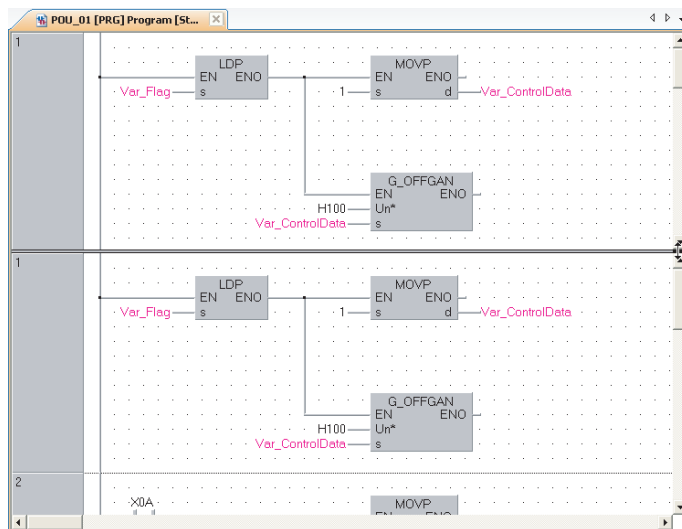 POU_01 [PRG] Program [St...
1
LDP
MOVP
EN ENO
EN ENO
Var_Flag s
1 s d Var_ControlData
G_OFFGAN
EN ENO
H100 Un*
Var_ControlData s
1
LDP
MOVP
EN ENO
EN ENO
Var_Flag s
1 s d Var_ControlData
G_OFFGAN
EN ENO
H100 Un*
Var_ControlData s
2
X0A
MOVP
EN ENO